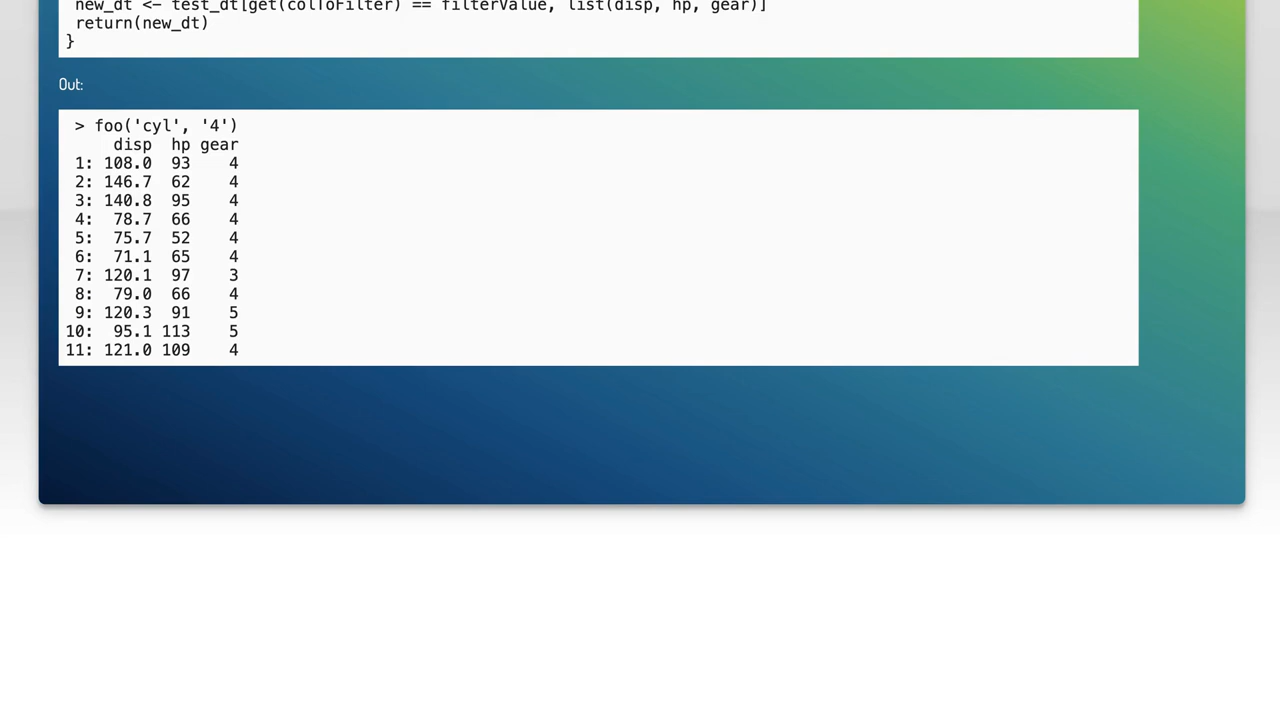 new_dt <- test_dt[get(colToFilter) == filterValue, list(disp, hp, gear)]
return(new_dt)
}
Out:
> foo('cyl', '4')
disp hp gear
1: 108.0 93 4
2: 146.7 62 4
3: 140.8 95 4
4: 78.7 66 4
5: 75.7 52 4
6: 71.1 65 4
7: 120.1 97 3
8: 79.0 66 4
9: 120.3 91 5
10: 95.1 113 5
11: 121.0 109 4